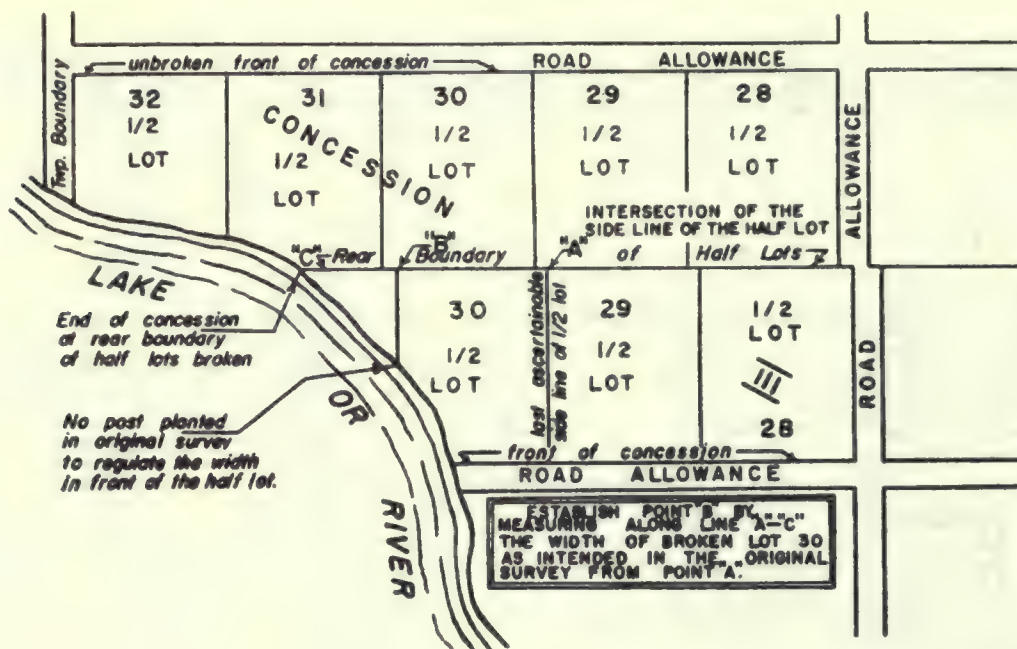 unbroken front of concession
ROAD ALLOWANCE
Twp. Boundary
32
1/2
LOT
31
1/2
LOT
30
1/2
LOT
29
1/2
LOT
28
1/2
LOT
CONCESSION
ALLOWANCE
INTERSECTION OF THE
SIDE LINE OF THE HALF LOT
"C" Rear "B" Boundary "A" of Half Lots
LAKE
OR
RIVER
End of concession
at rear boundary
of half lots broken
No post planted
in original survey
to regulate the width
in front of the half lot.
30
1/2
LOT
last ascertainable
side line of 1/2 lot
29
1/2
LOT
1/2
LOT
III
28
ROAD
front of concession
ROAD ALLOWANCE
ESTABLISH POINT "B" BY
MEASURING ALONG LINE "A"-"C"
THE WIDTH OF BROKEN LOT 30
AS INTENDED IN THE ORIGINAL
SURVEY FROM POINT "A".